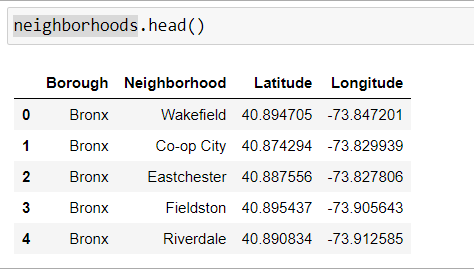 neighborhoods.head()
Borough Neighborhood Latitude Longitude
0 Bronx Wakefield 40.894705 -73.847201
1 Bronx Co-op City 40.874294 -73.829939
2 Bronx Eastchester 40.887556 -73.827806
3 Bronx Fieldston 40.895437 -73.905643
4 Bronx Riverdale 40.890834 -73.912585